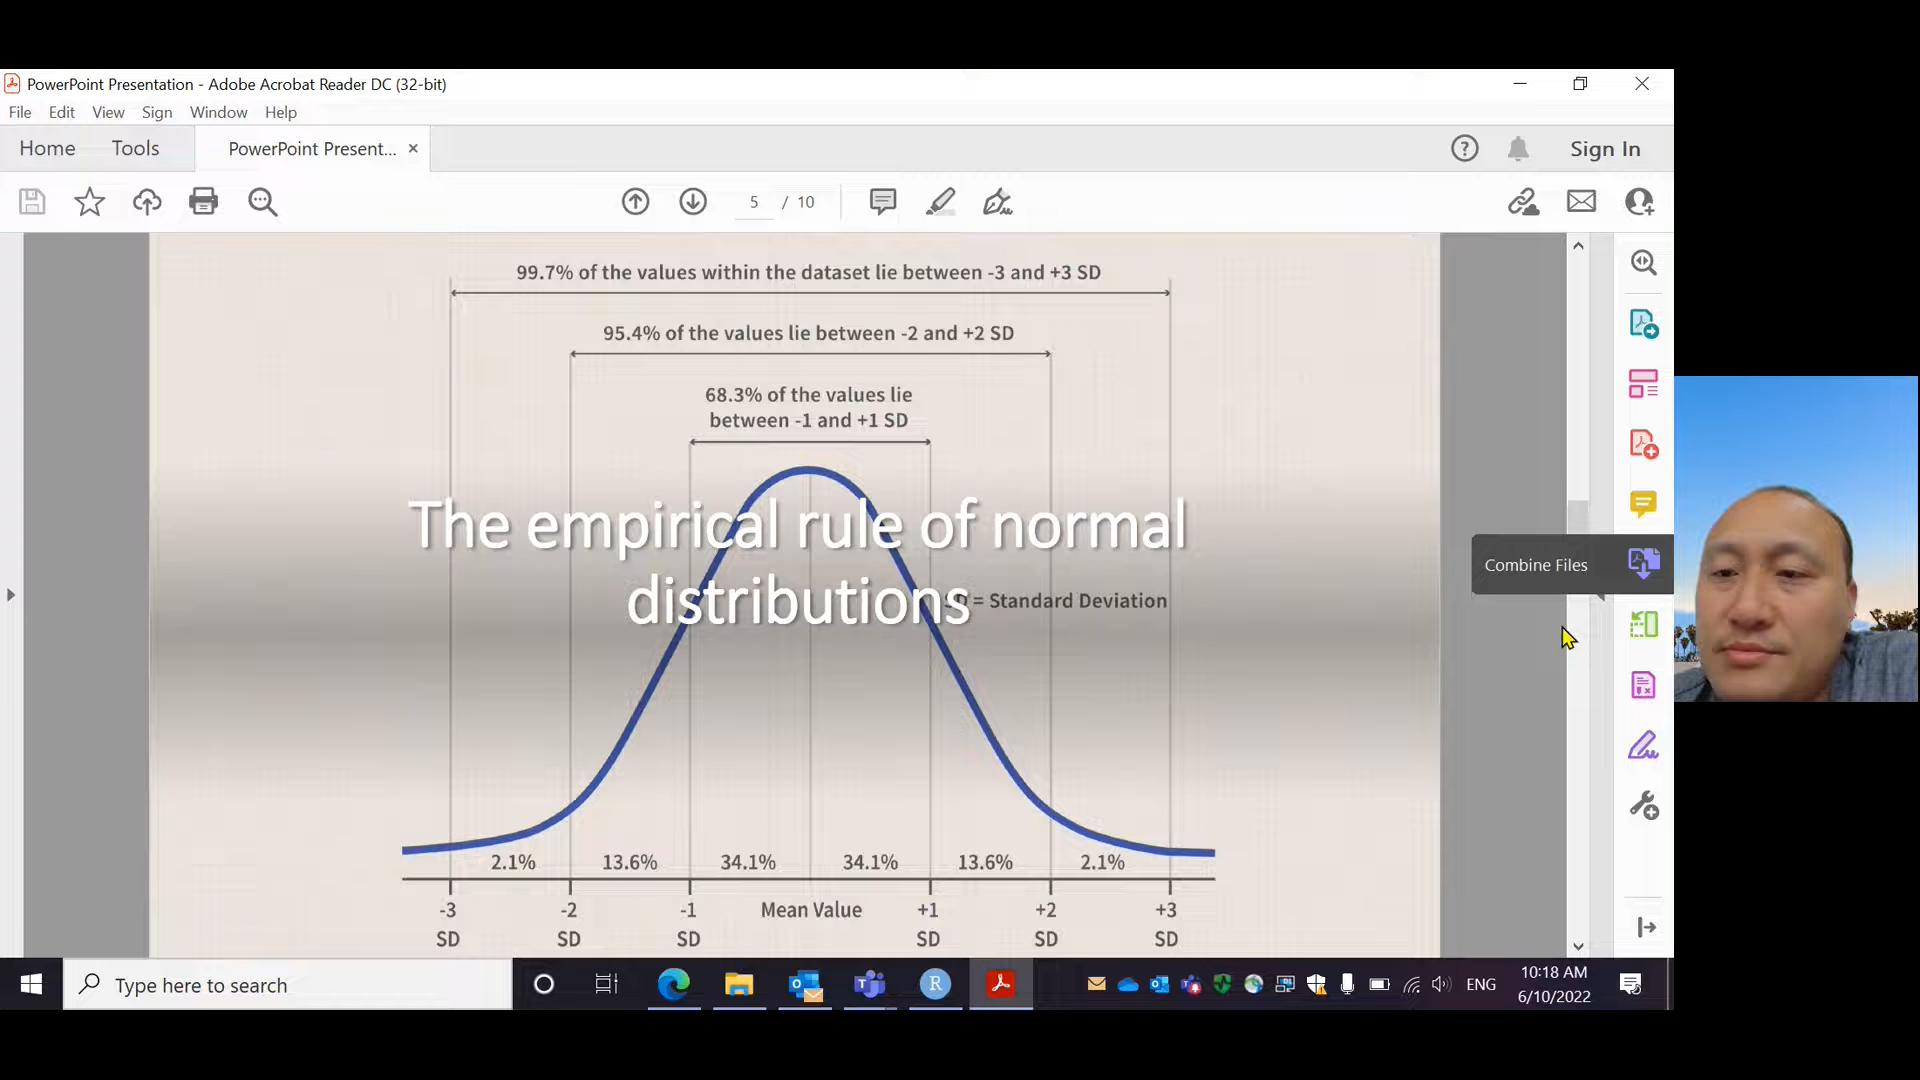 PowerPoint Presentation - Adobe Acrobat Reader DC (32-bit)
File Edit View Sign Window Help
Home Tools PowerPoint Present... × Sign In
5 / 10
99.7% of the values within the dataset lie between -3 and +3 SD
95.4% of the values lie between -2 and +2 SD
68.3% of the values lie
between -1 and +1 SD
The empirical rule of normal
distributions
= Standard Deviation
Combine Files
2.1% 13.6% 34.1% 34.1% 13.6% 2.1%
-3 -2 -1 Mean Value +1 +2 +3
SD SD SD SD SD SD
Type here to search
R
ENG
10:18 AM
6/10/2022